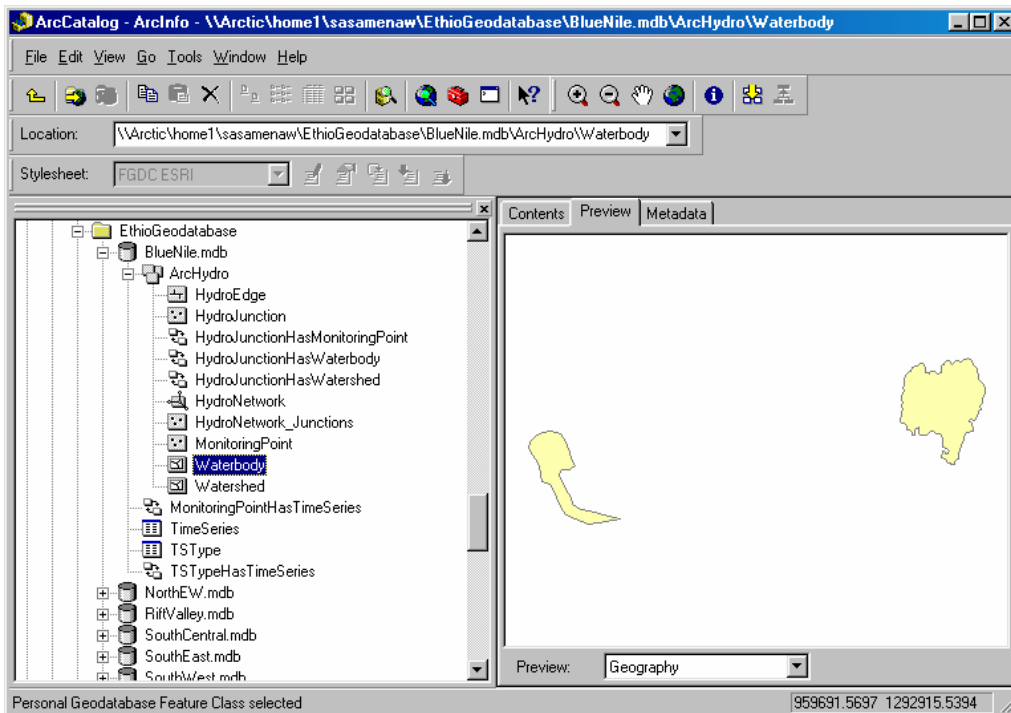 ArcCatalog - ArcInfo - \\Arctic\home1\sasamenaw\EthioGeodatabase\BlueNile.mdb\ArcHydro\Waterbody
File Edit View Go Tools Window Help
Location: \\Arctic\home1\sasamenaw\EthioGeodatabase\BlueNile.mdb\ArcHydro\Waterbody
Stylesheet: FGDC ESRI
EthioGeodatabase
BlueNile.mdb
ArcHydro
HydroEdge
HydroJunction
HydroJunctionHasMonitoringPoint
HydroJunctionHasWaterbody
HydroJunctionHasWatershed
HydroNetwork
HydroNetwork_Junctions
MonitoringPoint
Waterbody
Watershed
MonitoringPointHasTimeSeries
TimeSeries
TSType
TSTypeHasTimeSeries
NorthEW.mdb
RiftValley.mdb
SouthCentral.mdb
SouthEast.mdb
SouthWest.mdb
Contents Preview Metadata
Preview: Geography
Personal Geodatabase Feature Class selected
959691.5697 1292915.5394